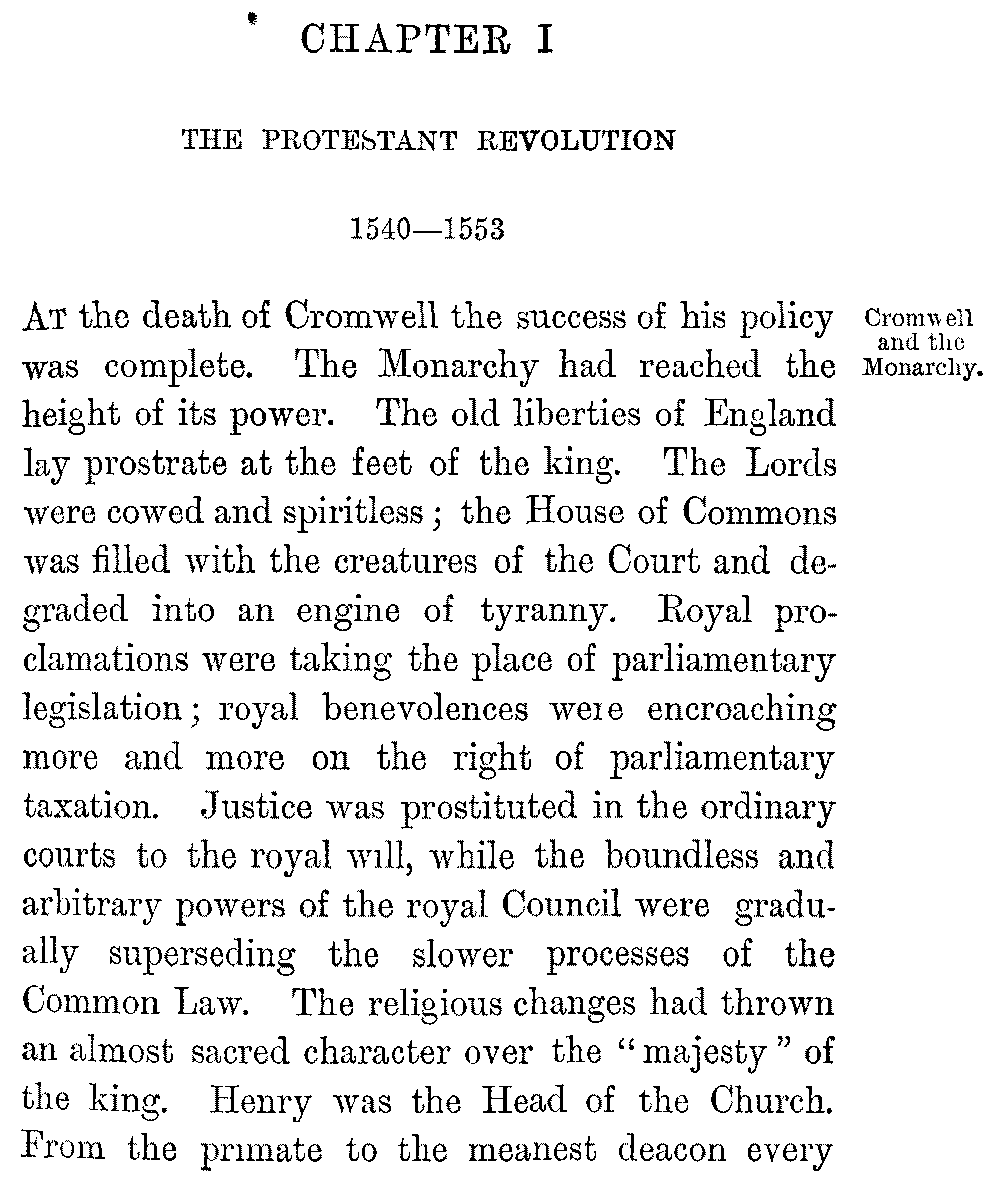 CHAPTER I
THE PROTESTANT REVOLUTION
1540—1553
AT the death of Cromwell the success of his policy
was complete. The Monarchy had reached the
height of its power. The old liberties of England
lay prostrate at the feet of the king. The Lords
were cowed and spiritless; the House of Commons
was filled with the creatures of the Court and de-
graded into an engine of tyranny. Royal pro-
clamations were taking the place of parliamentary
legislation; royal benevolences were encroaching
more and more on the right of parliamentary
taxation. Justice was prostituted in the ordinary
courts to the royal will, while the boundless and
arbitrary powers of the royal Council were gradu-
ally superseding the slower processes of the
Common Law. The religious changes had thrown
an almost sacred character over the “majesty” of
the king. Henry was the Head of the Church.
From the primate to the meanest deacon every
Cromwell
and the
Monarchy.